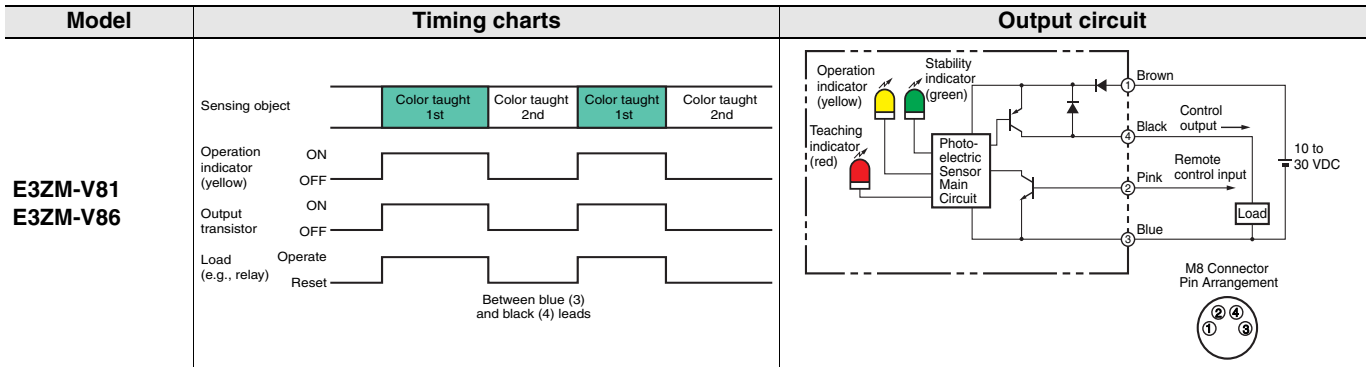 Model
Timing charts
Output circuit
E3ZM-V81
E3ZM-V86
Sensing object
Color taught
1st
Color taught
2nd
Color taught
1st
Color taught
2nd
Operation
indicator
(yellow)
ON
OFF
Output
transistor
ON
OFF
Load
(e.g., relay)
Operate
Reset
Between blue (3)
and black (4) leads
Operation
indicator
(yellow)
Stability
indicator
(green)
Teaching
indicator
(red)
Photo-
electric
Sensor
Main
Circuit
1
Brown
4
Black
Control
output
2
Pink
Remote
control input
3
Blue
Load
10 to
30 VDC
M8 Connector
Pin Arrangement
2 4
1 3